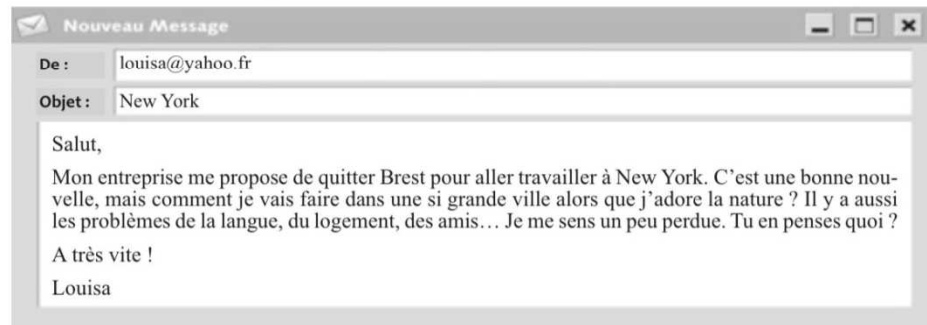 Nouveau Message
De : louisa@yahoo.fr
Objet : New York
Salut,
Mon entreprise me propose de quitter Brest pour aller travailler à New York. C’est une bonne nou-
velle, mais comment je vais faire dans une si grande ville alors que j’adore la nature ? Il y a aussi
les problèmes de la langue, du logement, des amis… Je me sens un peu perdue. Tu en penses quoi ?
A très vite !
Louisa